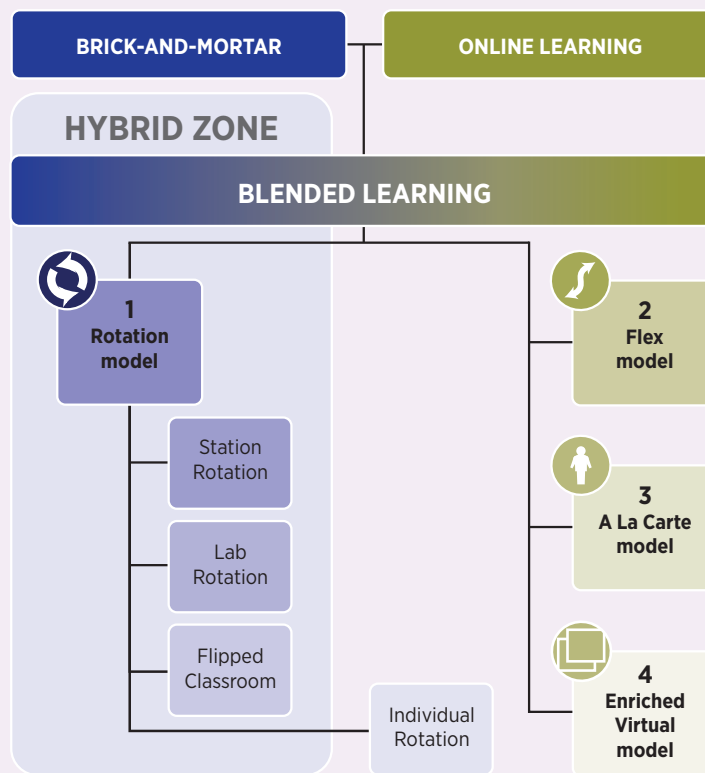 BRICK-AND-MORTAR
ONLINE LEARNING
HYBRID ZONE
BLENDED LEARNING
1
Rotation
model
Station
Rotation
Lab
Rotation
Flipped
Classroom
Individual
Rotation
2
Flex
model
3
A La Carte
model
4
Enriched
Virtual
model